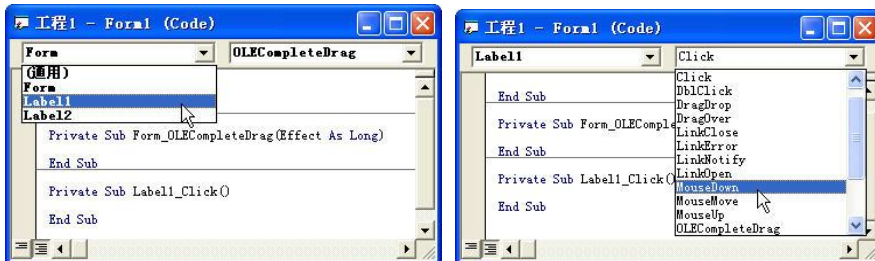 工程1 - Form1 (Code)
Form
OLECompleteDrag
(通用)
Form
Label1
Label2
Private Sub Form_OLECompleteDrag(Effect As Long)
End Sub
Private Sub Label1_Click()
End Sub
工程1 - Form1 (Code)
Label1
Click
Click
DblClick
DragDrop
DragOver
LinkClose
LinkError
LinkNotify
LinkOpen
MouseDown
MouseMove
MouseUp
OLECompleteDrag
End Sub
Private Sub Form_OLEComple
End Sub
Private Sub Label1_Click()
End Sub